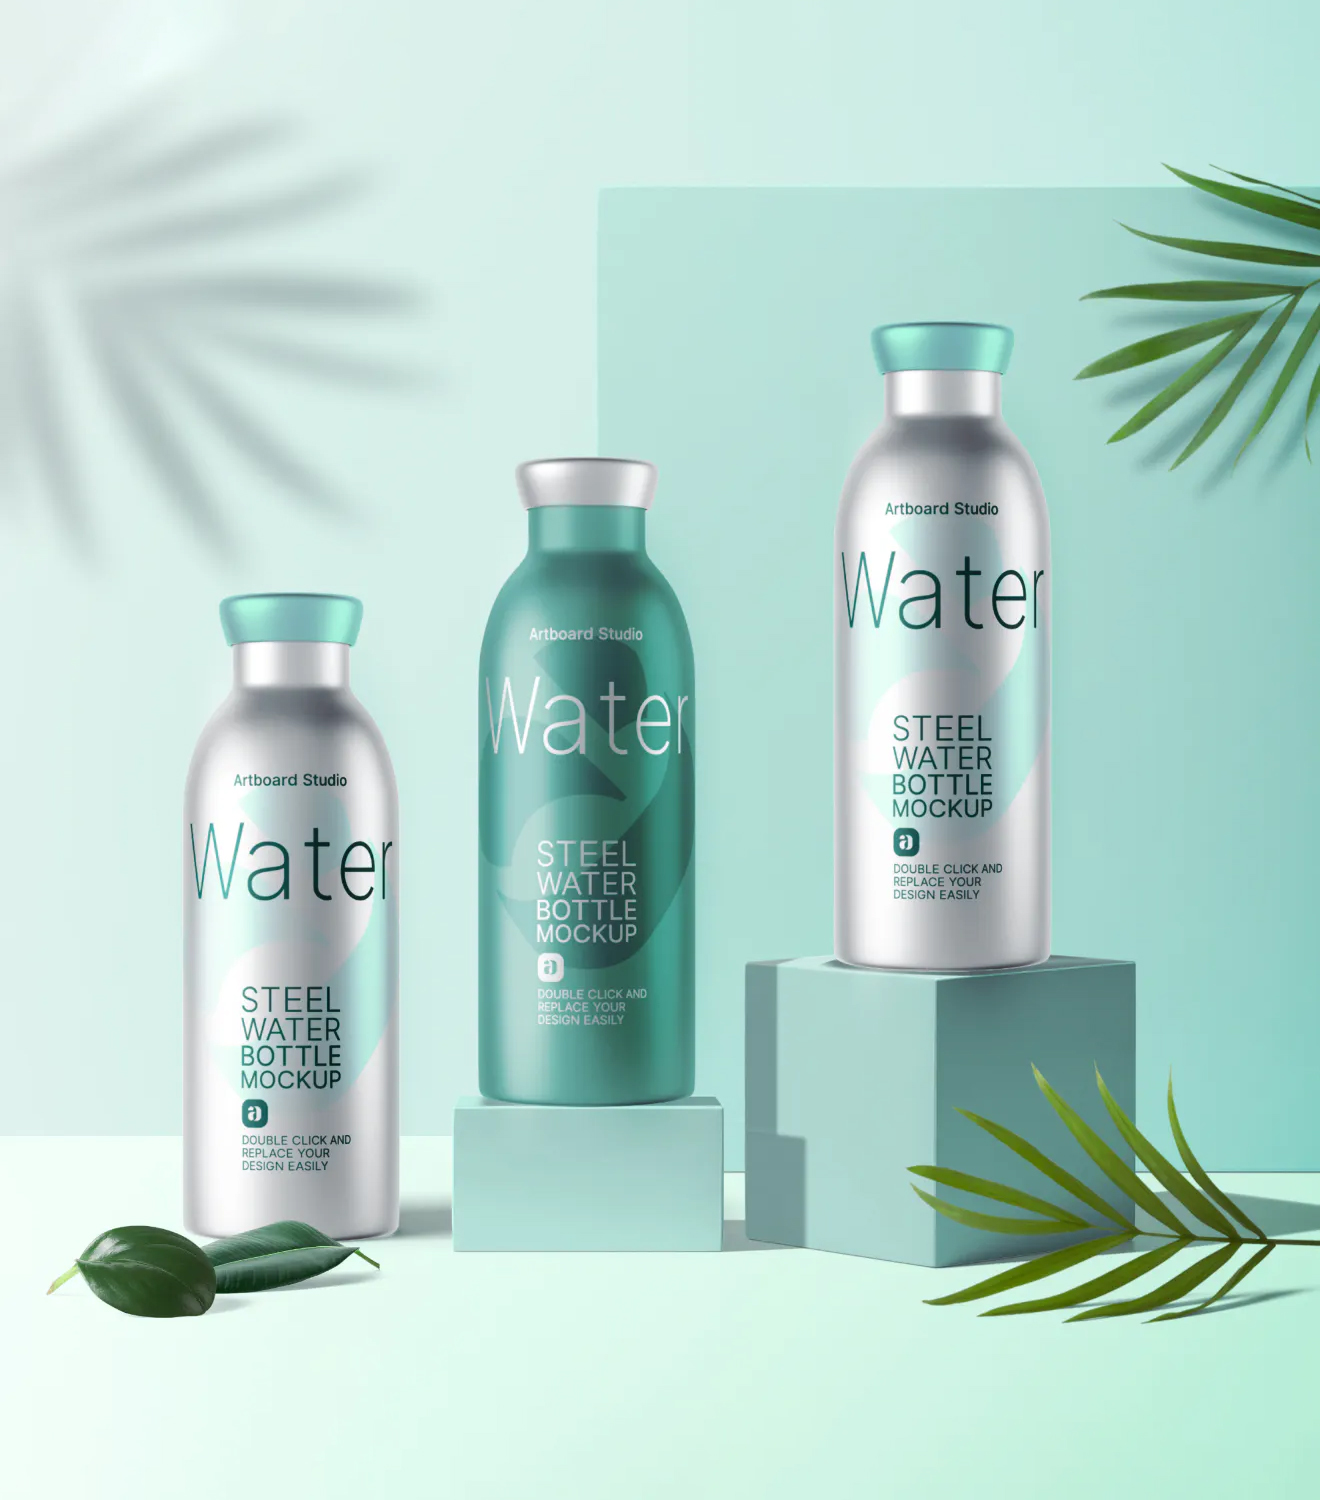 Artboard Studio
Water
STEEL
WATER
BOTTLE
MOCKUP
a
DOUBLE CLICK AND
REPLACE YOUR
DESIGN EASILY
Artboard Studio
Water
STEEL
WATER
BOTTLE
MOCKUP
a
DOUBLE CLICK AND
REPLACE YOUR
DESIGN EASILY
Artboard Studio
Water
STEEL
WATER
BOTTLE
MOCKUP
a
DOUBLE CLICK AND
REPLACE YOUR
DESIGN EASILY